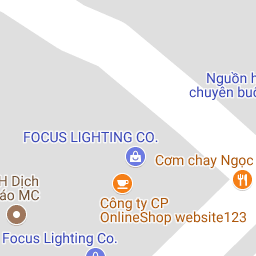 Nguồn h
chuyên buô
FOCUS LIGHTING CO.
Cơm chay Ngọc
H Dịch
áo MC
Công ty CP
OnlineShop website123
Focus Lighting Co.